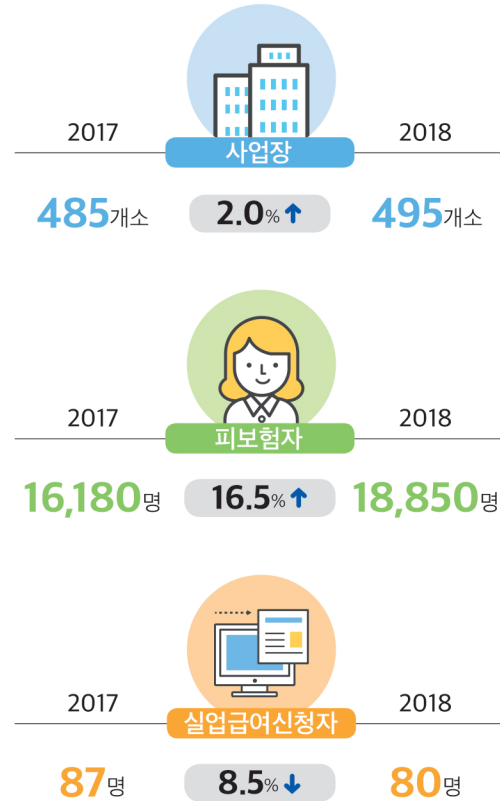 2017 사업장 2018
485개소 2.0% ↑ 495개소
2017 피보험자 2018
16,180명 16.5% ↑ 18,850명
2017 실업급여신청자 2018
87명 8.5% ↓ 80명